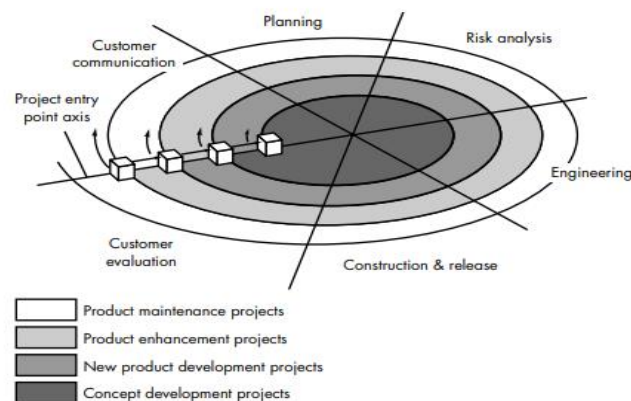 Planning
Customer
communication
Risk analysis
Project entry
point axis
Engineering
Customer
evaluation
Construction & release
Product maintenance projects
Product enhancement projects
New product development projects
Concept development projects